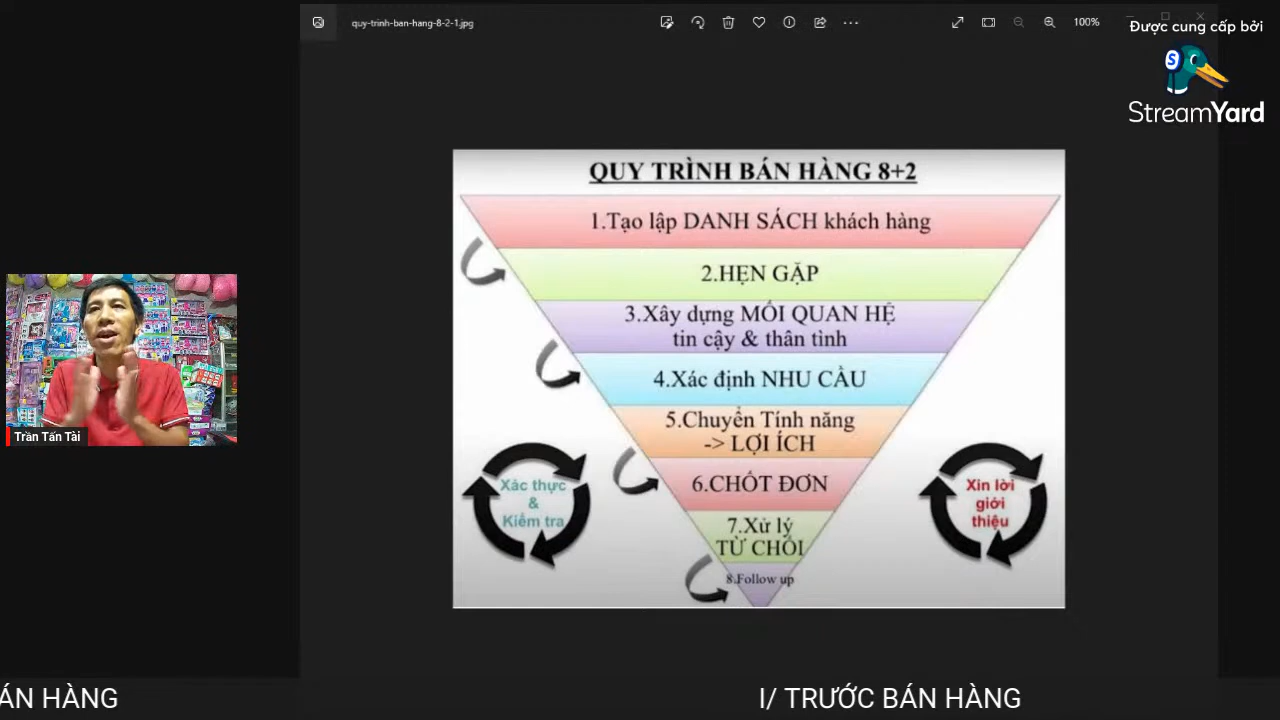 quy-trinh-ban-hang-8-2-1.jpg
100%
Được cung cấp bởi
S
StreamYard
QUY TRÌNH BÁN HÀNG 8+2
1.Tạo lập DANH SÁCH khách hàng
2.HẸN GẶP
3.Xây dựng MỐI QUAN HỆ
tin cậy & thân tình
4.Xác định NHU CẦU
5.Chuyển Tính năng
-> LỢI ÍCH
6.CHỐT ĐƠN
7.Xử lý
TỪ CHỐI
8.Follow up
Xác thực
&
Kiểm tra
Xin lời
giới
thiệu
Trần Tấn Tài
ÁN HÀNG
I/ TRƯỚC BÁN HÀNG